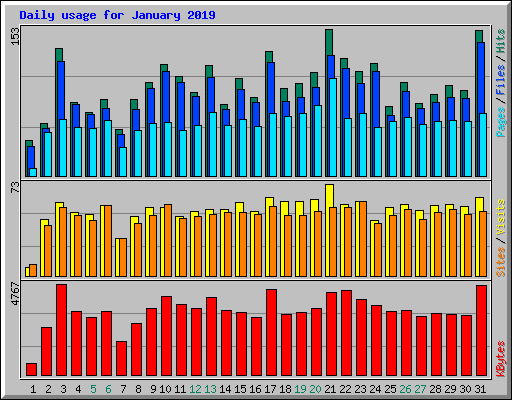 Daily usage for January 2019
153
Pages / Files / Hits
73
Sites / Visits
4767
KBytes
1 2 3 4 5 6 7 8 9 10 11 12 13 14 15 16 17 18 19 20 21 22 23 24 25 26 27 28 29 30 31